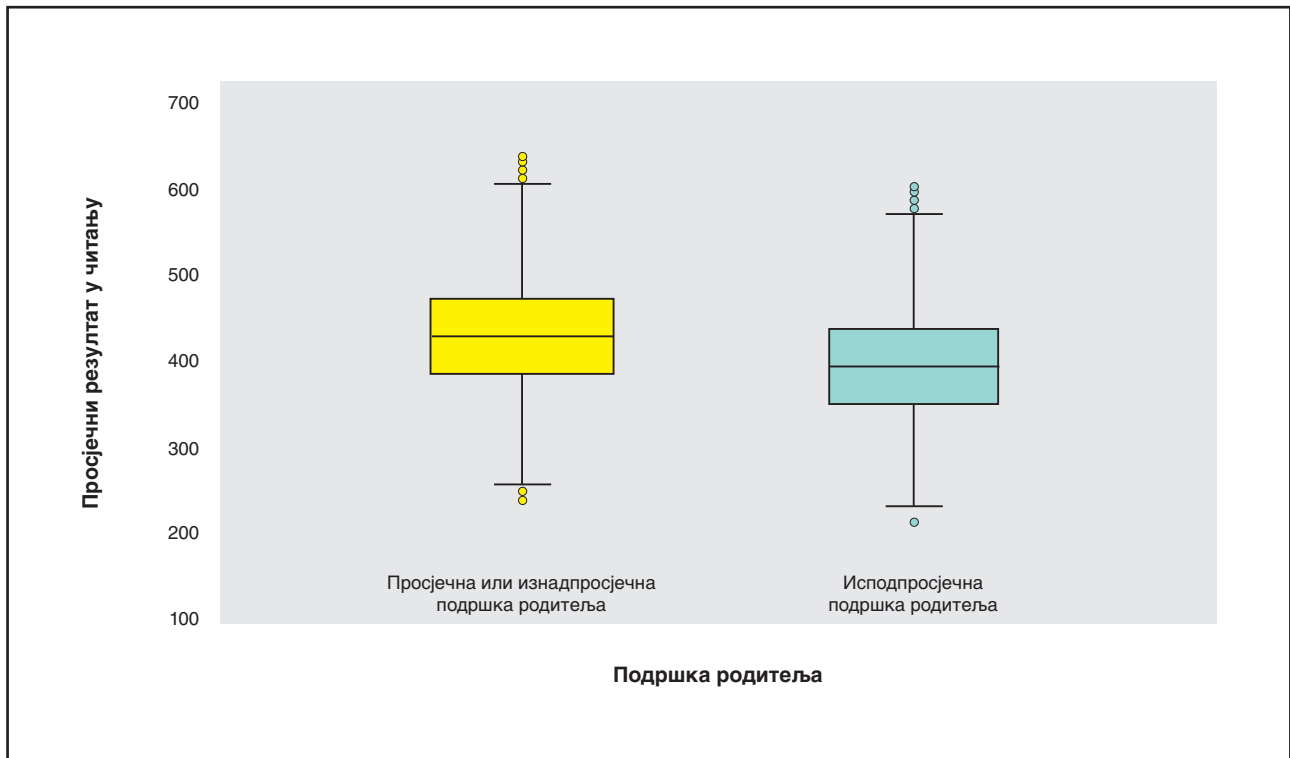 700
600
500
400
300
200
100
Просјечни резултат у читању
Просјечна или изнадпросјечна
подршка родитеља
Исподпросјечна
подршка родитеља
Подршка родитеља